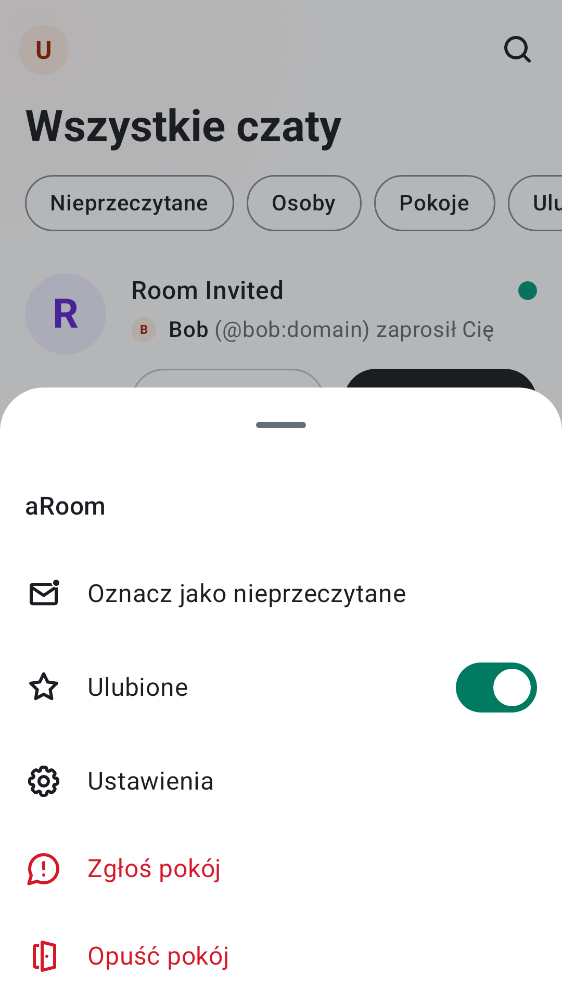 U
Wszystkie czaty
Nieprzeczytane Osoby Pokoje Ulu
R Room Invited
B Bob (@bob:domain) zaprosił Cię
aRoom
Oznacz jako nieprzeczytane
Ulubione
Ustawienia
Zgłoś pokój
Opuść pokój